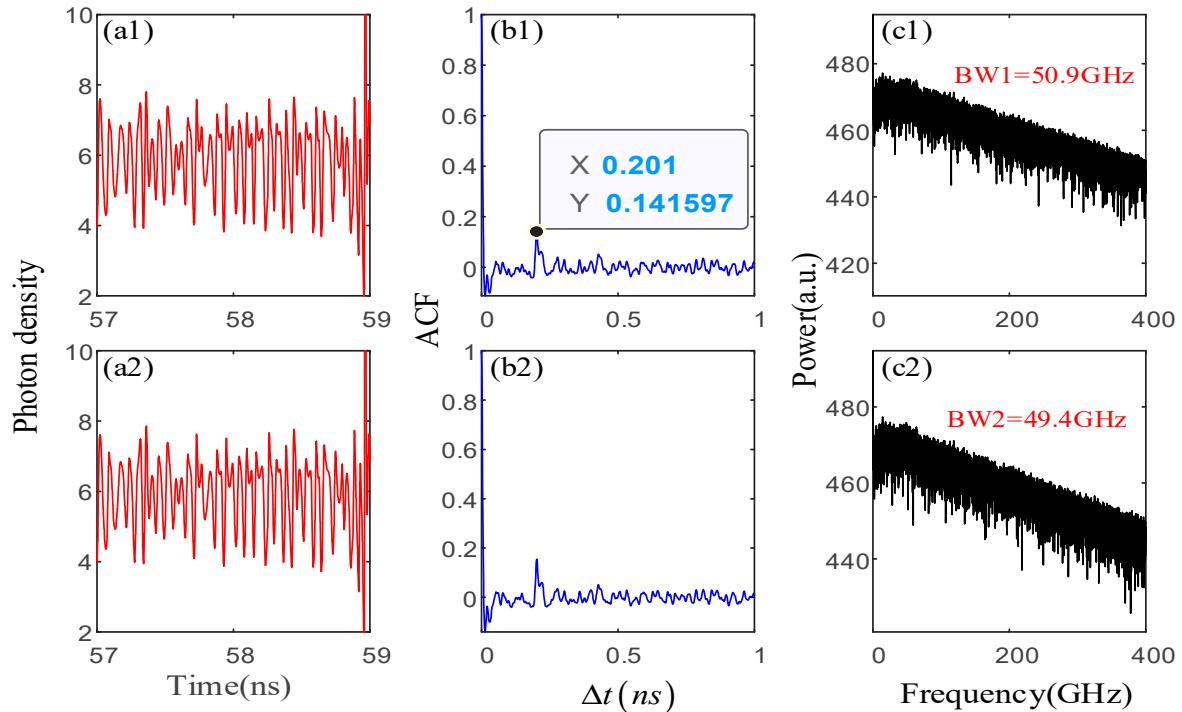 Photon density
(a1)
10
8
6
4
2
57
58
59
(b1)
ACF
1
0.8
0.6
0.4
0.2
0
X 0.201
Y 0.141597
0
0.5
1
(c1)
BW1=50.9GHz
Power(a.u.)
480
460
440
420
0
200
400
(a2)
10
8
6
4
2
57
58
59
Time(ns)
(b2)
1
0.8
0.6
0.4
0.2
0
0
0.5
1
Δt(ns)
(c2)
BW2=49.4GHz
480
460
440
0
200
400
Frequency(GHz)